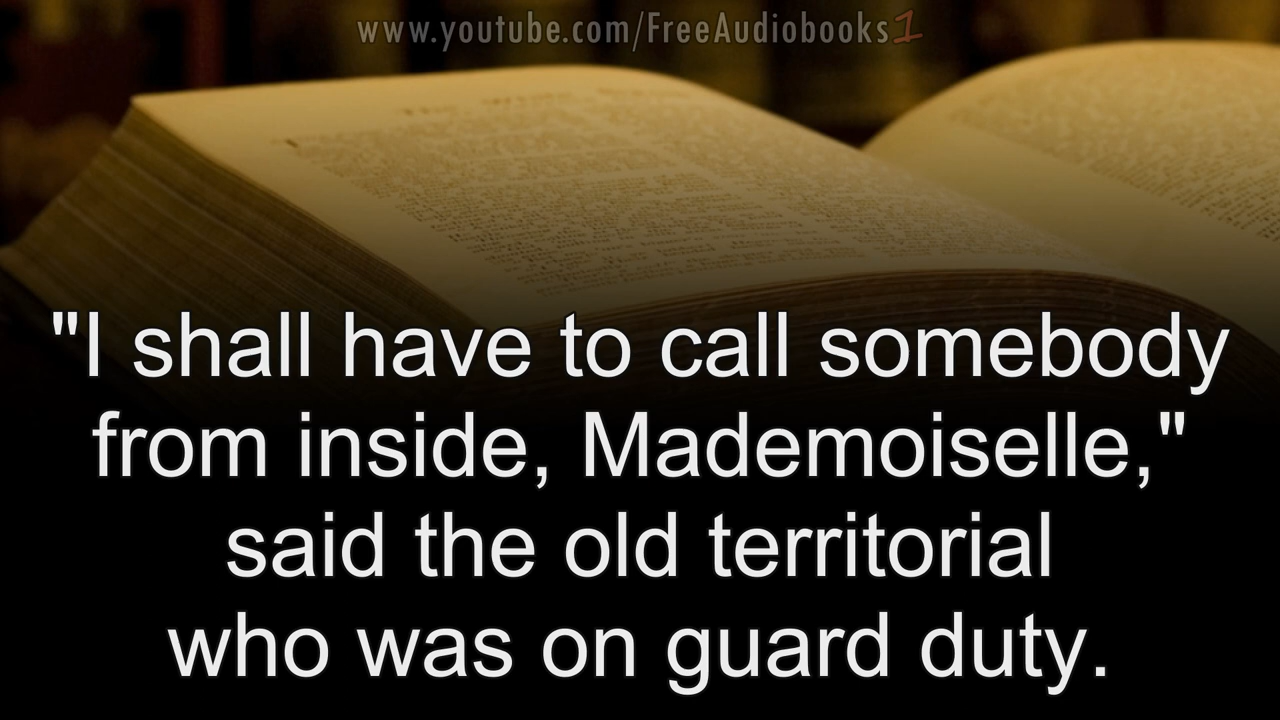 www.youtube.com/FreeAudiobooks1
"I shall have to call somebody
from inside, Mademoiselle,"
said the old territorial
who was on guard duty.